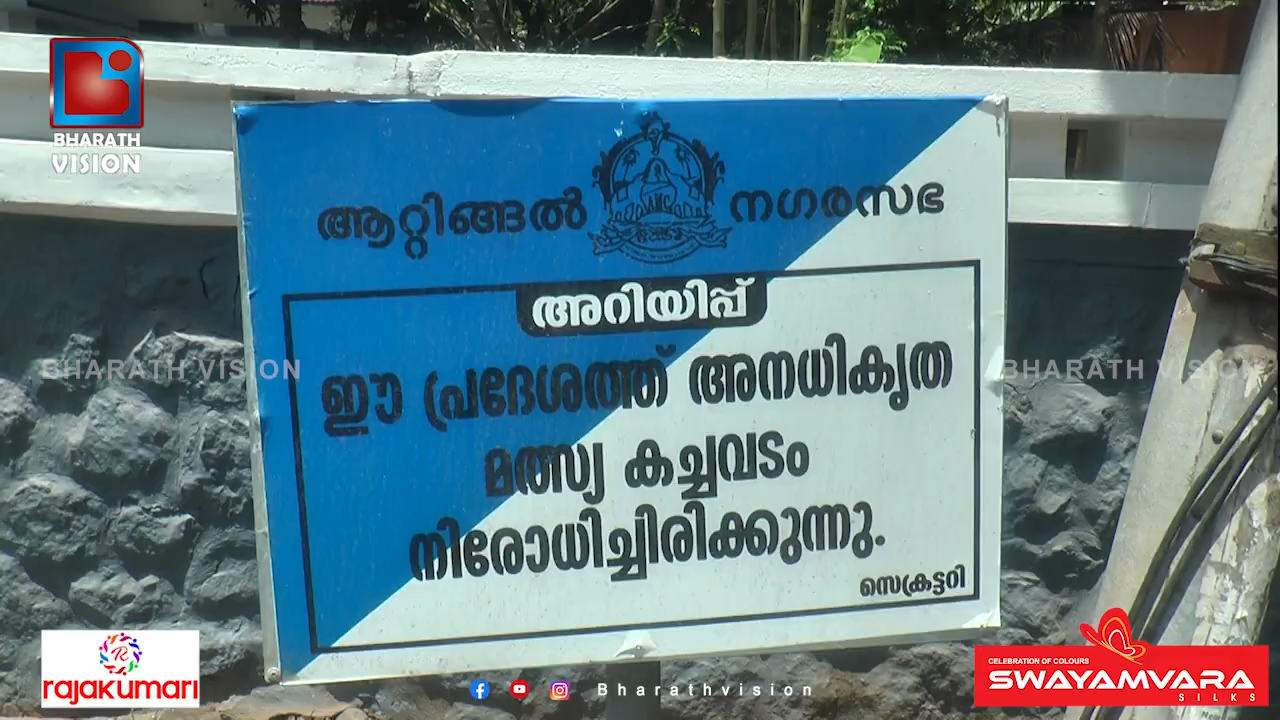 BHARATH
VISION
ആറ്റിങ്ങൽ നഗരസഭ
അറിയിപ്പ്
BHARATH VISION
BHARATH VISION
ഈ പ്രദേശത്ത് അനധികൃത
മത്സ്യ കച്ചവടം
നിരോധിച്ചിരിക്കുന്നു.
സെക്രട്ടറി
R
rajakumari
Bharathvision
CELEBRATION OF COLOURS
SWAYAMVARA
SILKS